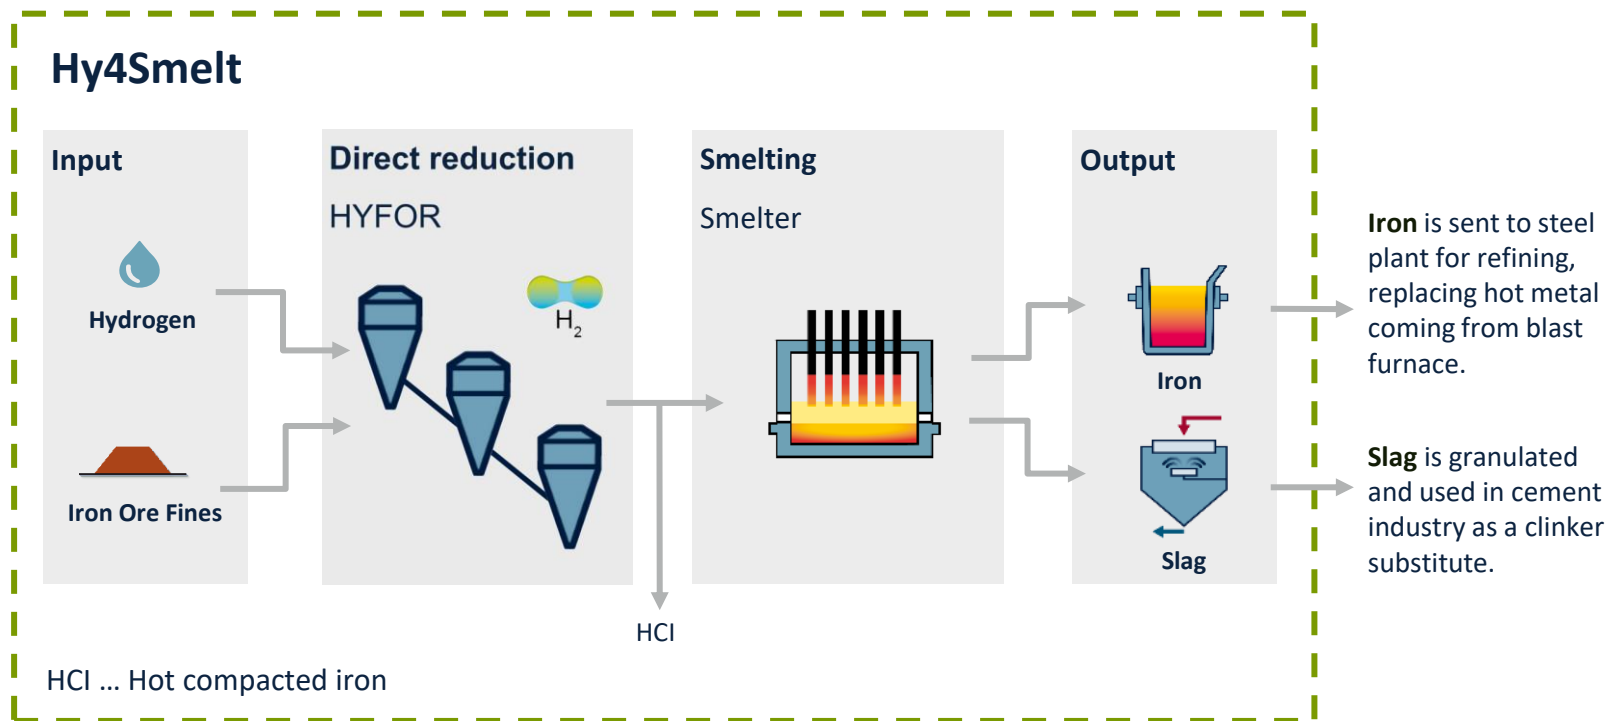 Hy4Smelt
Input
Hydrogen
Iron Ore Fines
Direct reduction
HYFOR
H2
Smelting
Smelter
Output
Iron
Slag
HCI
HCI ... Hot compacted iron
Iron is sent to steel
plant for refining,
replacing hot metal
coming from blast
furnace.
Slag is granulated
and used in cement
industry as a clinker
substitute.